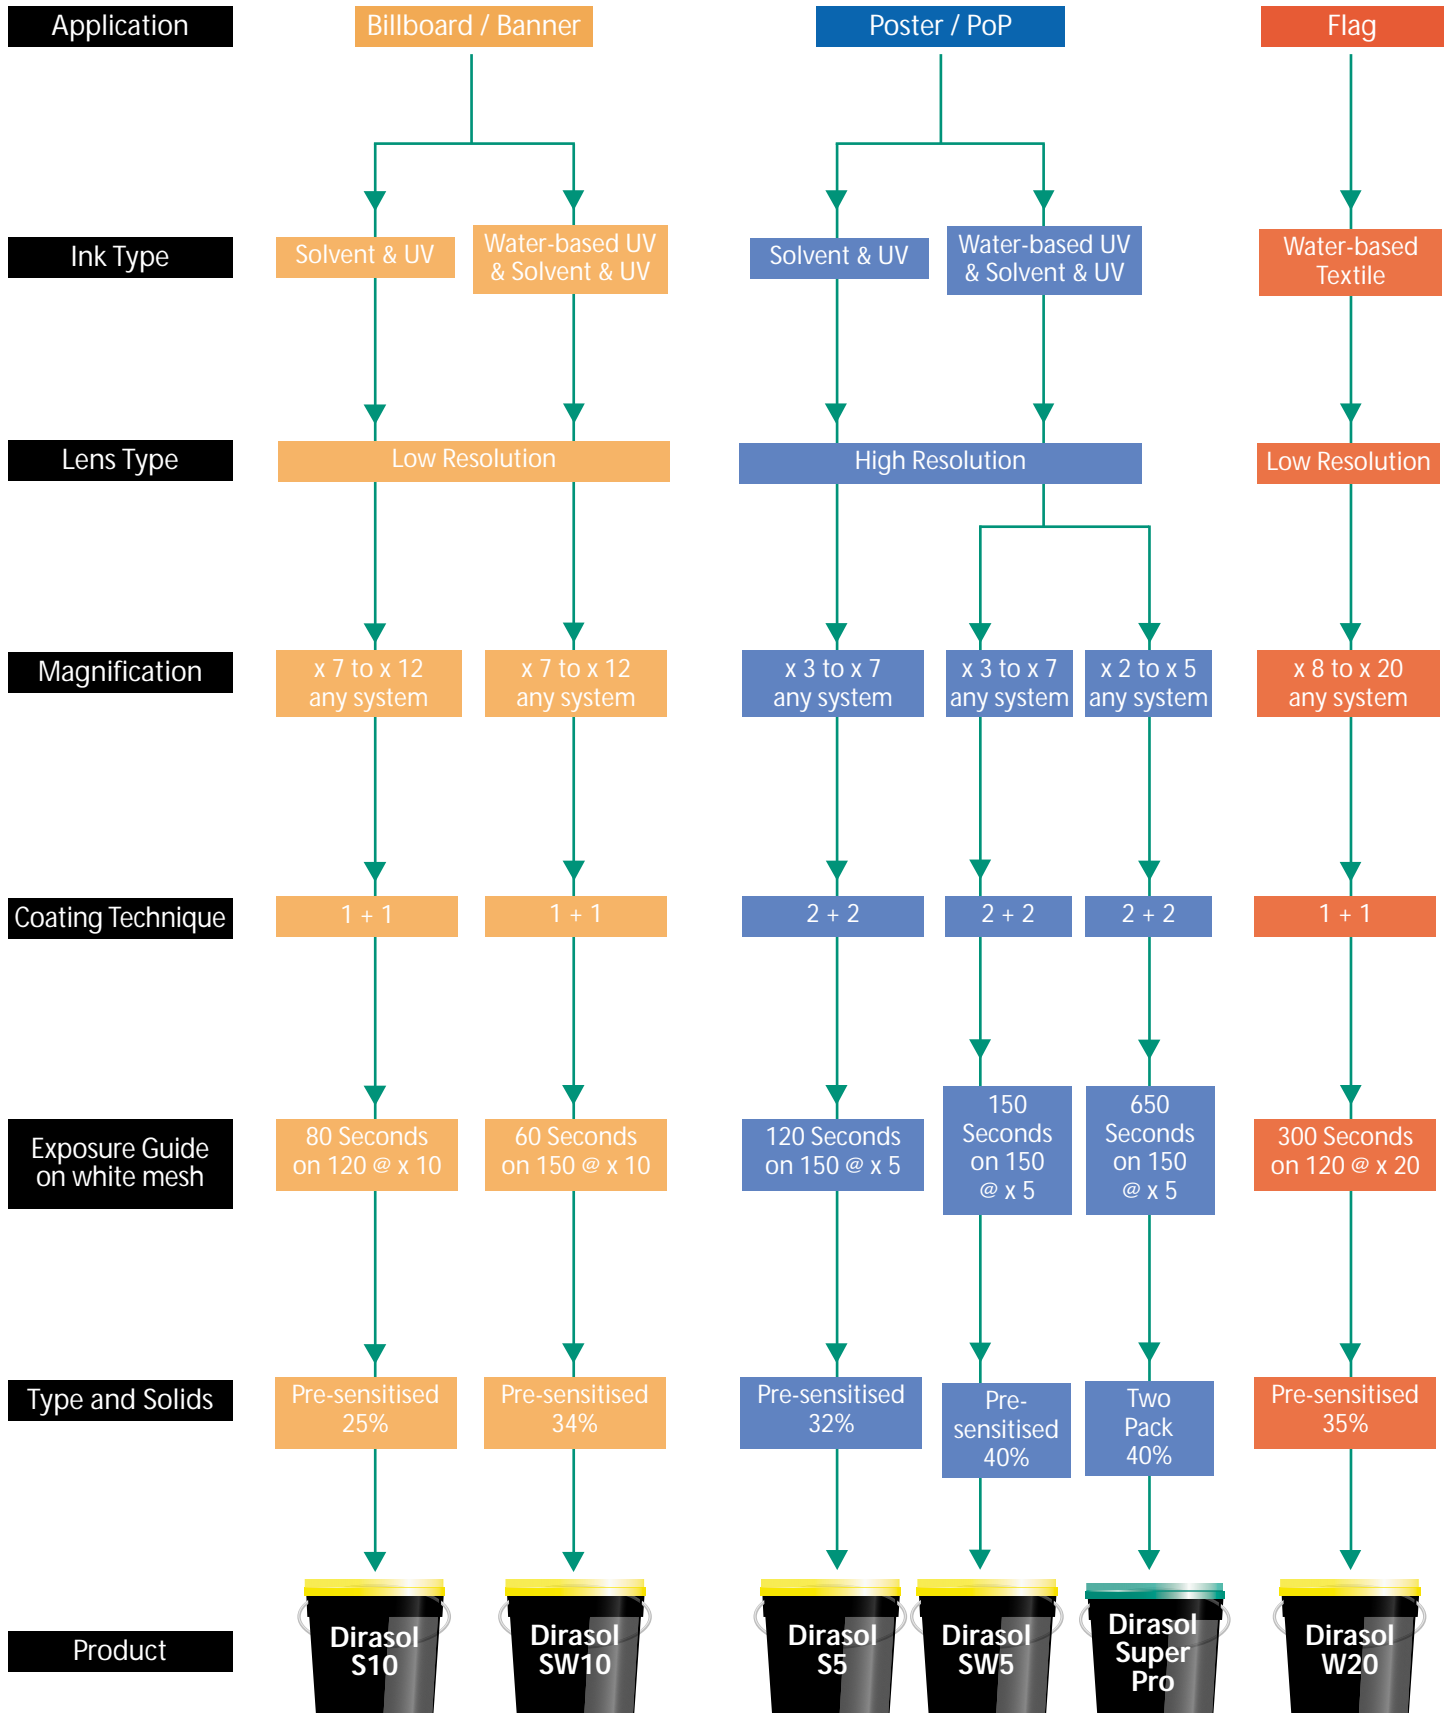 Application
Billboard / Banner
Poster / PoP
Flag
Ink Type
Solvent & UV
Water-based UV
& Solvent & UV
Solvent & UV
Water-based UV
& Solvent & UV
Water-based
Textile
Lens Type
Low Resolution
High Resolution
Low Resolution
Magnification
x 7 to x 12
any system
x 7 to x 12
any system
x 3 to x 7
any system
x 3 to x 7
any system
x 2 to x 5
any system
x 8 to x 20
any system
Coating Technique
1 + 1
1 + 1
2 + 2
2 + 2
2 + 2
1 + 1
Exposure Guide
on white mesh
80 Seconds
on 120 @ x 10
60 Seconds
on 150 @ x 10
120 Seconds
on 150 @ x 5
150
Seconds
on 150
@ x 5
650
Seconds
on 150
@ x 5
300 Seconds
on 120 @ x 20
Type and Solids
Pre-sensitised
25%
Pre-sensitised
34%
Pre-sensitised
32%
Pre-
sensitised
40%
Two
Pack
40%
Pre-sensitised
35%
Product
Dirasol
S10
Dirasol
SW10
Dirasol
S5
Dirasol
SW5
Dirasol
Super
Pro
Dirasol
W20